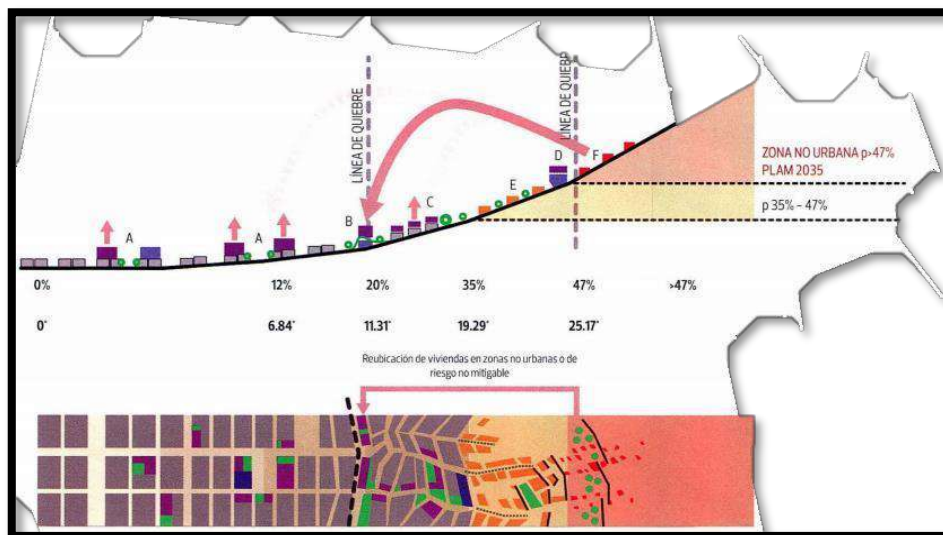 LÍNEA DE QUIEBRE
LÍNEA DE QUIEBRE
D
F
ZONA NO URBANA p>47%
PLAM 2035
E
p 35% - 47%
C
B
A
A
0%
12%
20%
35%
47%
>47%
0°
6.84°
11.31°
19.29°
25.17°
Reubicación de viviendas en zonas no urbanas o de
riesgo no mitigable